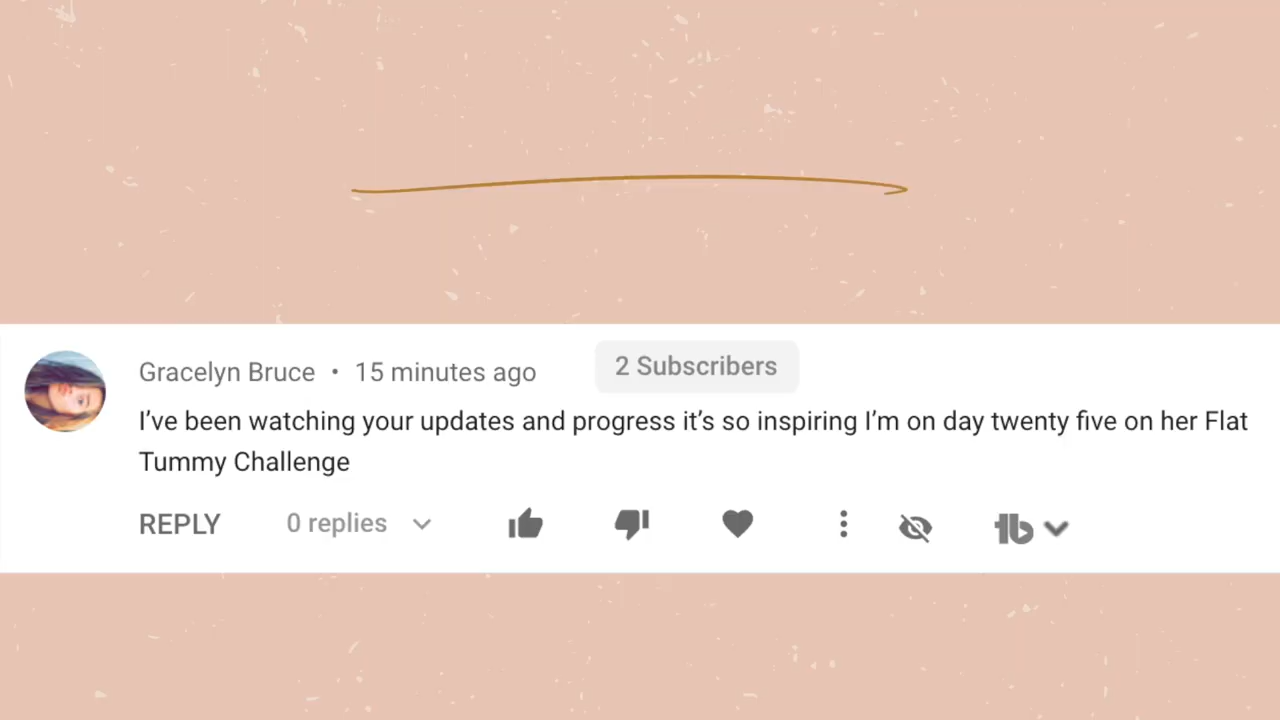 Gracelyn Bruce • 15 minutes ago 2 Subscribers
I’ve been watching your updates and progress it’s so inspiring I’m on day twenty five on her Flat
Tummy Challenge
REPLY 0 replies